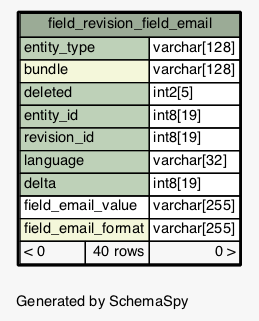 field_revision_field_email
entity_type varchar[128]
bundle varchar[128]
deleted int2[5]
entity_id int8[19]
revision_id int8[19]
language varchar[32]
delta int8[19]
field_email_value varchar[255]
field_email_format varchar[255]
< 0 40 rows 0 >
Generated by SchemaSpy